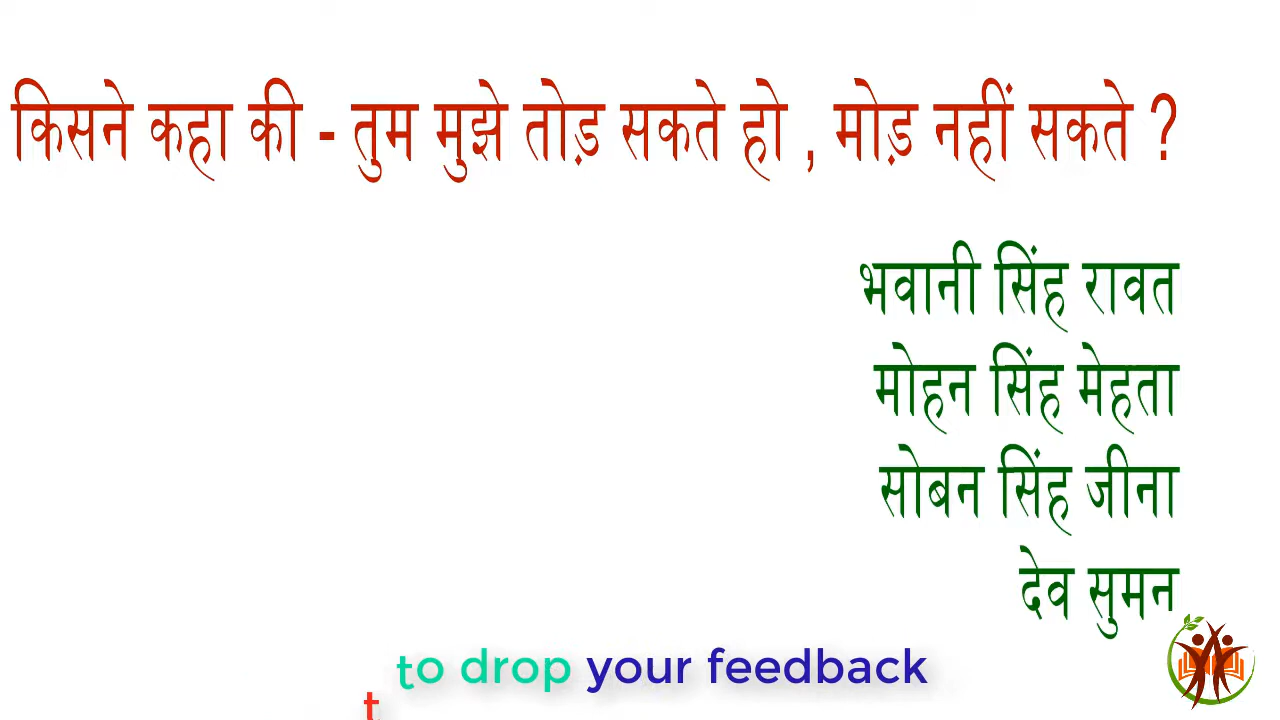 किसने कहा की - तुम मुझे तोड़ सकते हो , मोड़ नहीं सकते ?
भवानी सिंह रावत
मोहन सिंह मेहता
सोबन सिंह जीना
देव सुमन
to drop your feedback
t